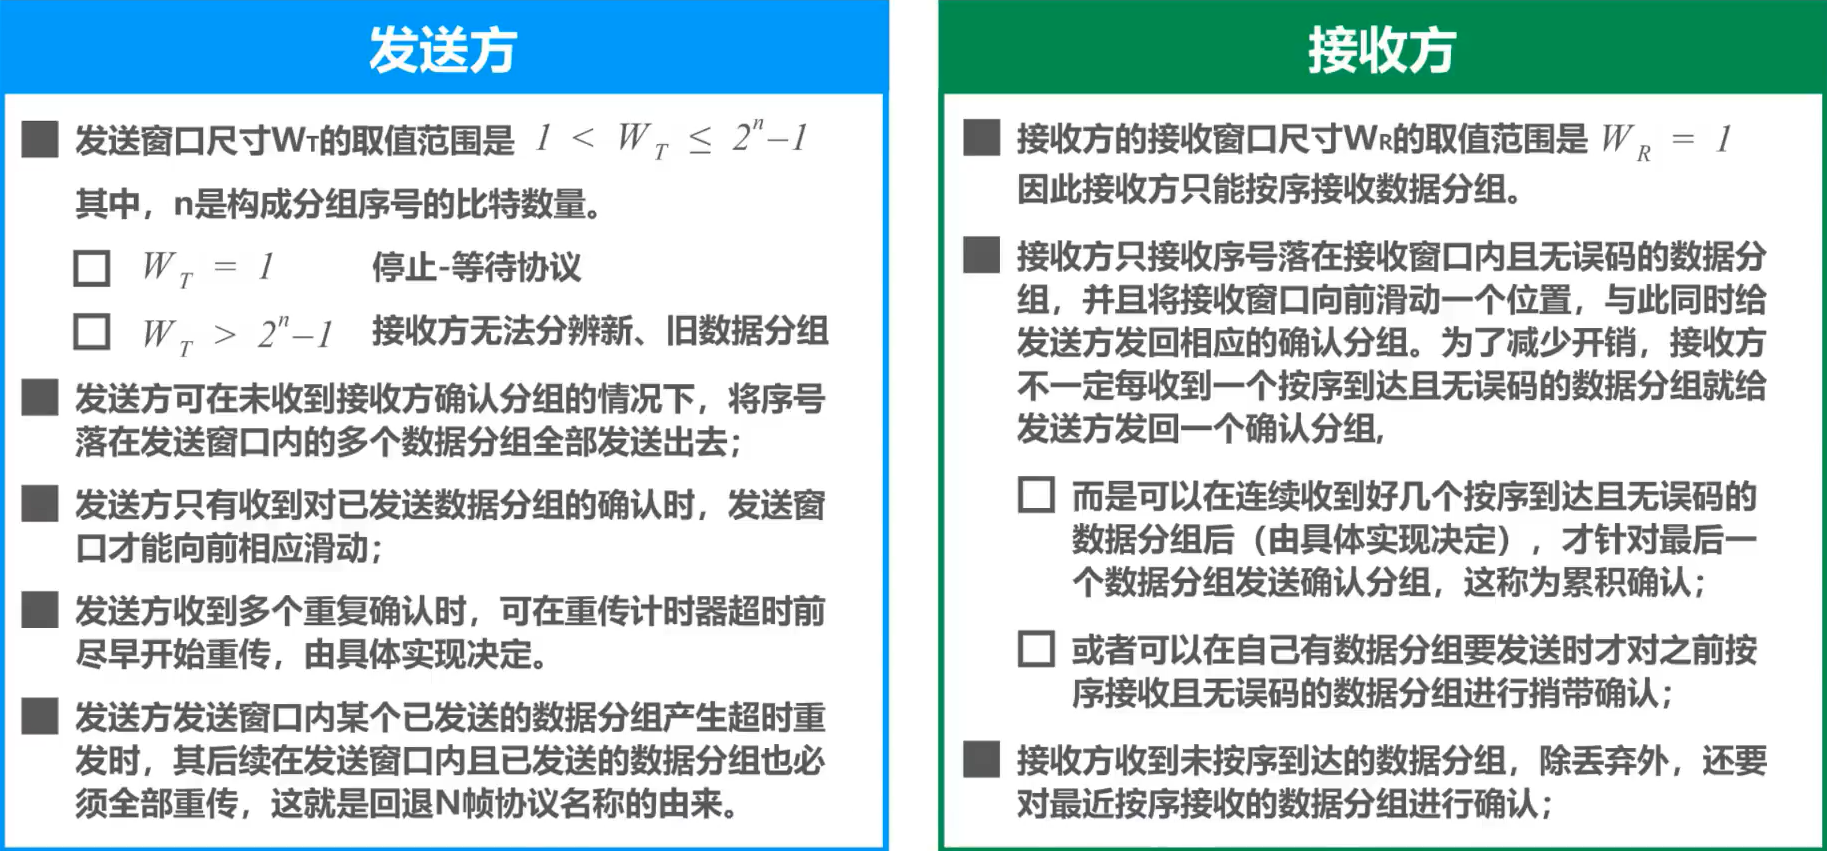 发送方
发送窗口尺寸WT的取值范围是 1 < W_T ≤ 2^n–1
其中，n是构成分组序号的比特数量。
W_T = 1 停止-等待协议
W_T > 2^n–1 接收方无法分辨新、旧数据分组
发送方可在未收到接收方确认分组的情况下，将序号
落在发送窗口内的多个数据分组全部发送出去；
发送方只有收到对已发送数据分组的确认时，发送窗
口才能向前相应滑动；
发送方收到多个重复确认时，可在重传计时器超时前
尽早开始重传，由具体实现决定。
发送方发送窗口内某个已发送的数据分组产生超时重
发时，其后续在发送窗口内且已发送的数据分组也必
须全部重传，这就是回退N帧协议名称的由来。
接收方
接收方的接收窗口尺寸WR的取值范围是 W_R = 1
因此接收方只能按序接收数据分组。
接收方只接收序号落在接收窗口内且无误码的数据分
组，并且将接收窗口向前滑动一个位置，与此同时给
发送方发回相应的确认分组。为了减少开销，接收方
不一定每收到一个按序到达且无误码的数据分组就给
发送方发回一个确认分组,
而是可以在连续收到好几个按序到达且无误码的
数据分组后（由具体实现决定），才针对最后一
个数据分组发送确认分组，这称为累积确认；
或者可以在自己有数据分组要发送时才对之前按
序接收且无误码的数据分组进行捎带确认；
接收方收到未按序到达的数据分组，除丢弃外，还要
对最近按序接收的数据分组进行确认；